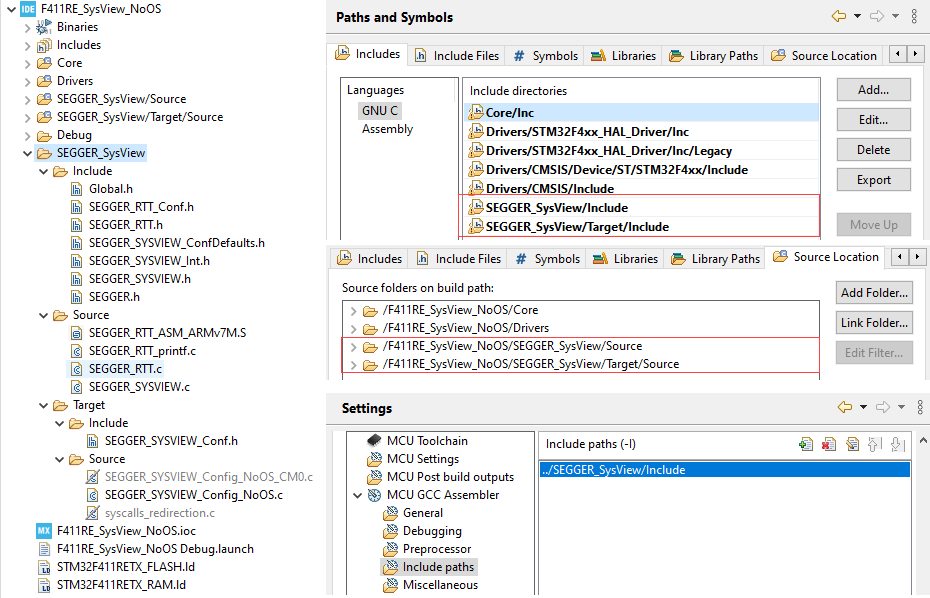 F411RE_SysView_NoOS
Binaries
Includes
Core
Drivers
SEGGER_SysView/Source
SEGGER_SysView/Target/Source
Debug
SEGGER_SysView
Include
Global.h
SEGGER_RTT_Conf.h
SEGGER_RTT.h
SEGGER_SYSVIEW_ConfDefaults.h
SEGGER_SYSVIEW_Int.h
SEGGER_SYSVIEW.h
SEGGER.h
Source
SEGGER_RTT_ASM_ARMv7M.S
SEGGER_RTT_printf.c
SEGGER_RTT.c
SEGGER_SYSVIEW.c
Target
Include
SEGGER_SYSVIEW_Conf.h
Source
SEGGER_SYSVIEW_Config_NoOS_CM0.c
SEGGER_SYSVIEW_Config_NoOS.c
syscalls_redirection.c
F411RE_SysView_NoOS.ioc
F411RE_SysView_NoOS Debug.launch
STM32F411RETX_FLASH.ld
STM32F411RETX_RAM.ld
Paths and Symbols
Includes Include Files # Symbols Libraries Library Paths Source Location
Languages
GNU C
Assembly
Include directories
Core/Inc
Drivers/STM32F4xx_HAL_Driver/Inc
Drivers/STM32F4xx_HAL_Driver/Inc/Legacy
Drivers/CMSIS/Device/ST/STM32F4xx/Include
Drivers/CMSIS/Include
SEGGER_SysView/Include
SEGGER_SysView/Target/Include
Add...
Edit...
Delete
Export
Move Up
Includes Include Files # Symbols Libraries Library Paths Source Location
Source folders on build path:
/F411RE_SysView_NoOS/Core
/F411RE_SysView_NoOS/Drivers
/F411RE_SysView_NoOS/SEGGER_SysView/Source
/F411RE_SysView_NoOS/SEGGER_SysView/Target/Source
Add Folder...
Link Folder...
Edit Filter...
Settings
MCU Toolchain
MCU Settings
MCU Post build outputs
MCU GCC Assembler
General
Debugging
Preprocessor
Include paths
Miscellaneous
Include paths (-I)
../SEGGER_SysView/Include